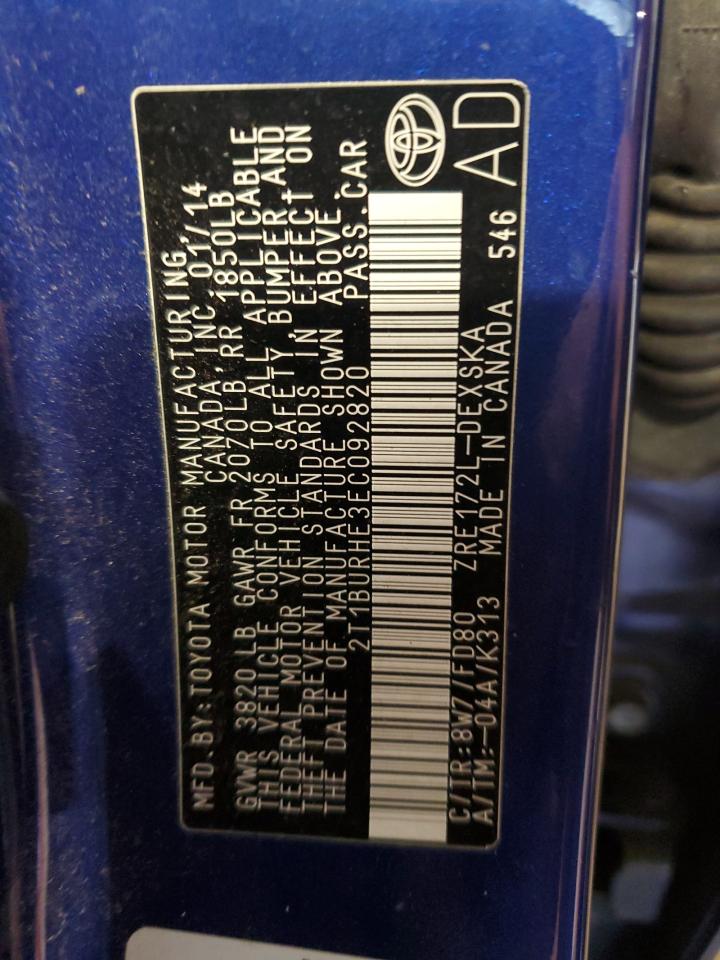 MFD.BY:TOYOTA MOTOR MANUFACTURING,
CANADA,INC 01/14
GVWR 3820LB GAWR FR 2070LB RR 1850LB
THIS VEHICLE CONFORMS TO ALL APPLICABLE
FEDERAL MOTOR VEHICLE SAFETY, BUMPER,AND
THEFT PREVENTION STANDARDS IN EFFECT ON
THE DATE OF MANUFACTURE SHOWN ABOVE.
2T1BURHE3EC092820 PASS.CAR
C/TR:8W7/FD80 ZRE172L-DEXSKA AD
A/TM:-04A/K313 MADE IN CANADA 546